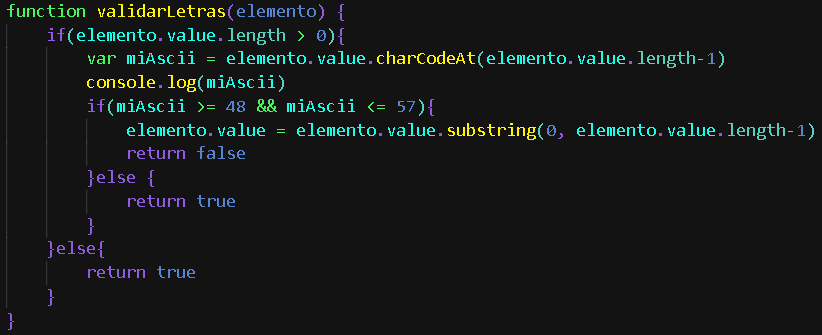 function validarLetras(elemento) {
    if(elemento.value.length > 0){
        var miAscii = elemento.value.charCodeAt(elemento.value.length-1)
        console.log(miAscii)
        if(miAscii >= 48 && miAscii <= 57){
            elemento.value = elemento.value.substring(0, elemento.value.length-1)
            return false
        }else {
            return true
        }
    }else{
        return true
    }
}